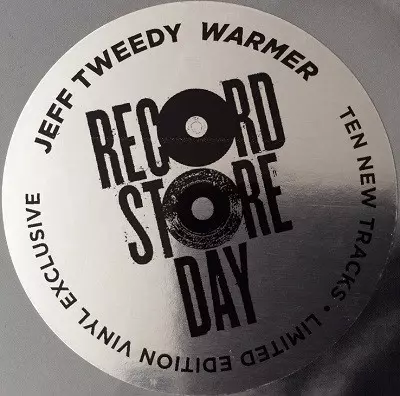 JEFF TWEEDY WARMER
RECORD
STORE
DAY
TEN NEW TRACKS • LIMITED EDITION VINYL EXCLUSIVE